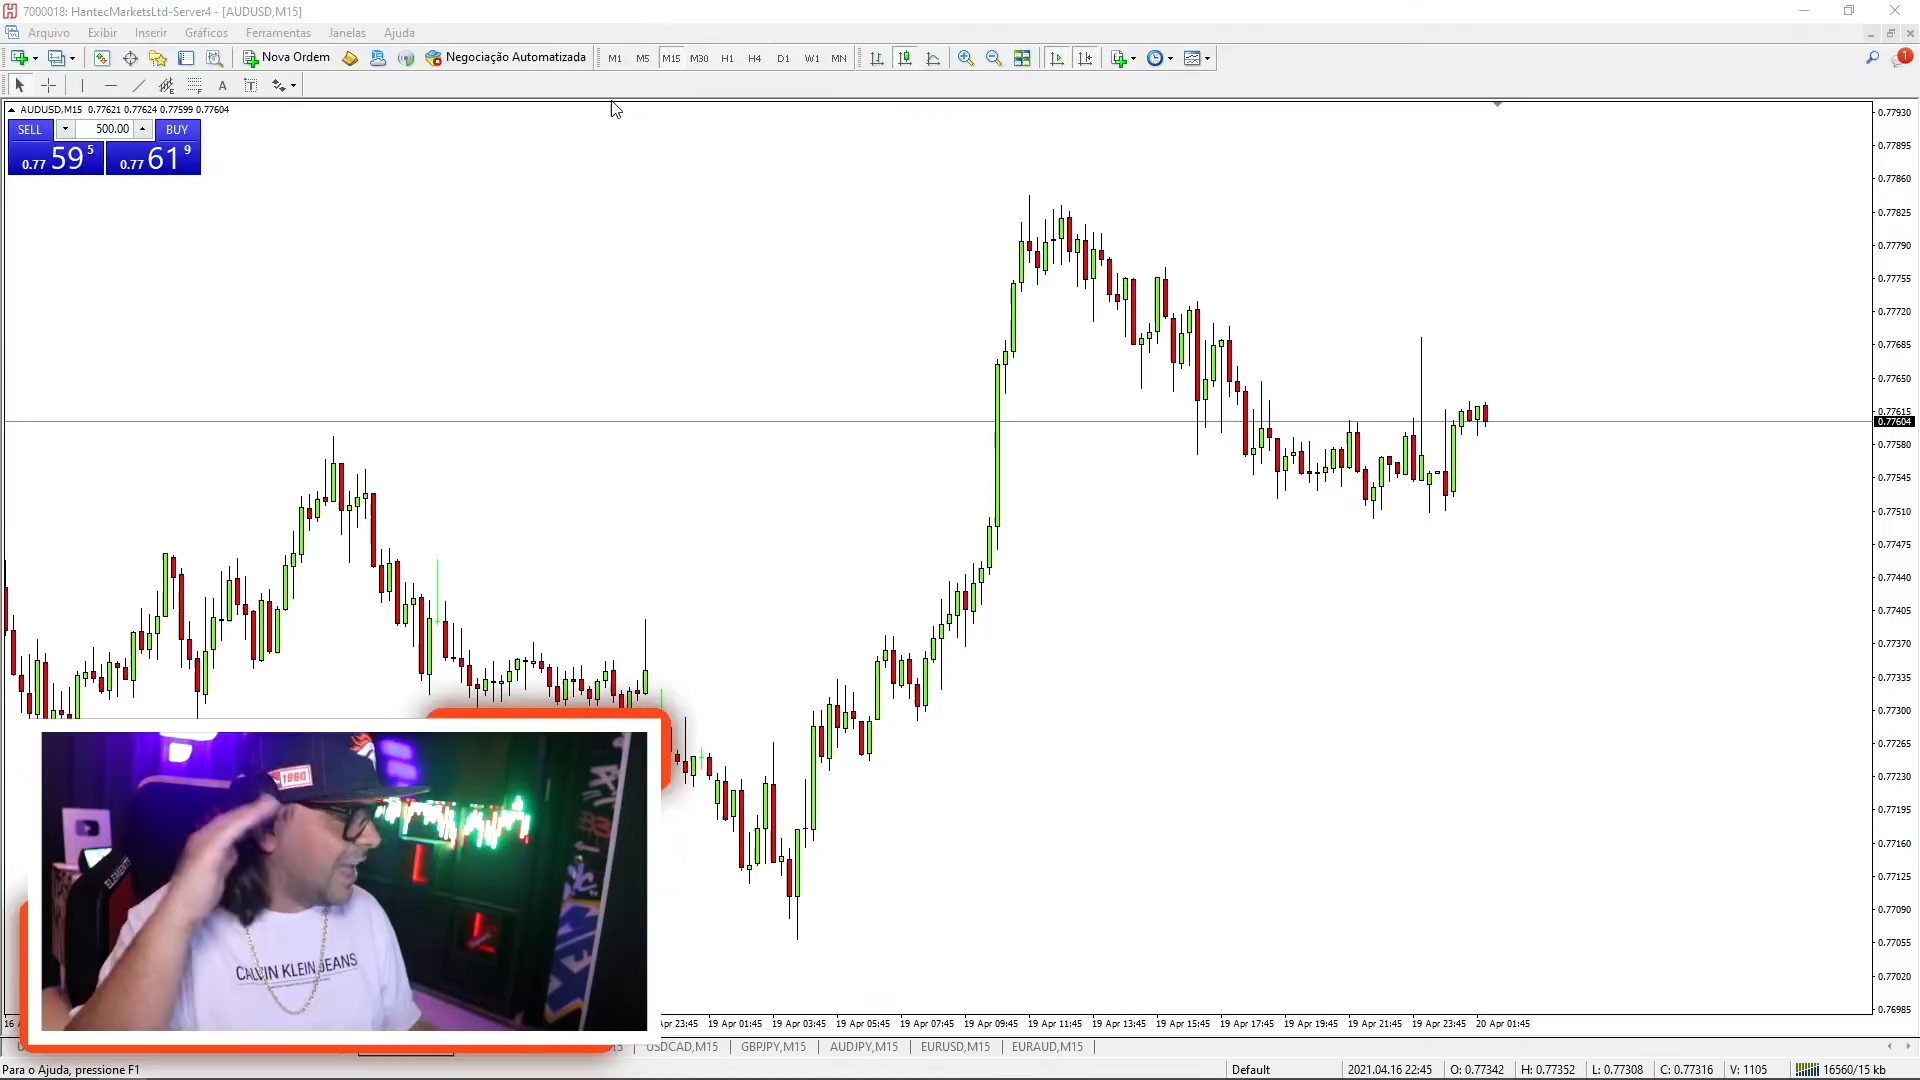 7000018: HantecMarketsLtd-Server4 - [AUDUSD,M15]
Arquivo Exibir Inserir Gráficos Ferramentas Janelas Ajuda
Nova Ordem Negociação Automatizada M1 M5 M15 M30 H1 H4 D1 W1 MN
1
A T
AUDUSD,M15 0.77621 0.77624 0.77599 0.77604
SELL 500.00 BUY
0.77 59 5 0.77 61 9
0.77930
0.77895
0.77860
0.77825
0.77790
0.77755
0.77720
0.77685
0.77650
0.77615
0.77604
0.77580
0.77545
0.77510
0.77475
0.77440
0.77405
0.77370
0.77335
0.77300
0.77265
0.77230
0.77195
0.77160
0.77125
0.77090
0.77055
0.77020
0.76985
1960
ELEMENTS
CALVIN KLEIN JEANS
16 Apr 23:45 19 Apr 01:45 19 Apr 03:45 19 Apr 05:45 19 Apr 07:45 19 Apr 09:45 19 Apr 11:45 19 Apr 13:45 19 Apr 15:45 19 Apr 17:45 19 Apr 19:45 19 Apr 21:45 19 Apr 23:45 20 Apr 01:45
USDCAD,M15 GBPJPY,M15 AUDJPY,M15 EURUSD,M15 EURAUD,M15
Para o Ajuda, pressione F1 Default 2021.04.16 22:45 O: 0.77342 H: 0.77352 L: 0.77308 C: 0.77316 V: 1105 16560/15 kb